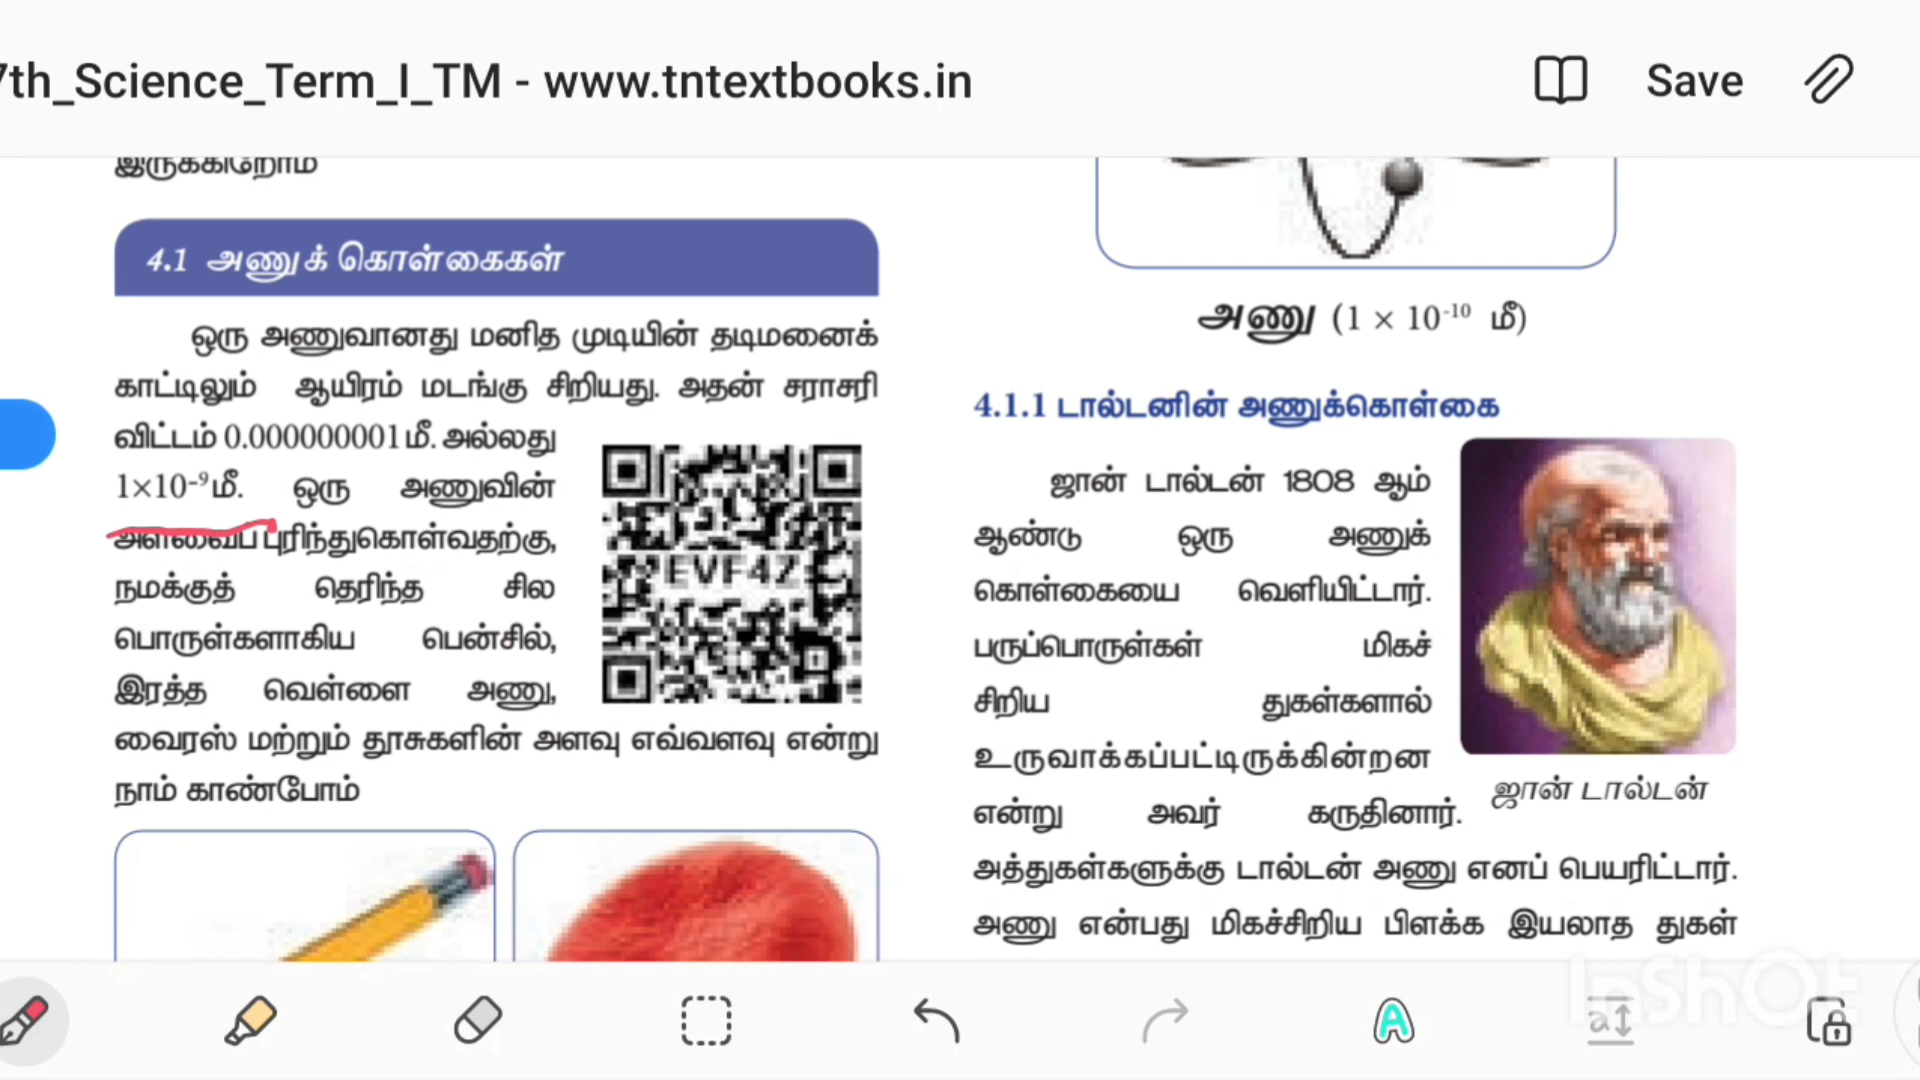 7th_Science_Term_I_TM - www.tntextbooks.in
Save
இருக்கிறோம்
4.1 அணுக் கொள்கைகள்
ஒரு அணுவானது மனித முடியின் தடிமனைக்
காட்டிலும் ஆயிரம் மடங்கு சிறியது. அதன் சராசரி
விட்டம் 0.000000001மீ. அல்லது
1×10⁻⁹மீ. ஒரு அணுவின்
அளவைப் புரிந்துகொள்வதற்கு,
நமக்குத் தெரிந்த சில
பொருள்களாகிய பென்சில்,
இரத்த வெள்ளை அணு,
வைரஸ் மற்றும் தூசுகளின் அளவு எவ்வளவு என்று
நாம் காண்போம்
EVF4Z
அணு (1 × 10⁻¹⁰ மீ)
4.1.1 டால்டனின் அணுக்கொள்கை
ஜான் டால்டன் 1808 ஆம்
ஆண்டு ஒரு அணுக்
கொள்கையை வெளியிட்டார்.
பருப்பொருள்கள் மிகச்
சிறிய துகள்களால்
உருவாக்கப்பட்டிருக்கின்றன
என்று அவர் கருதினார்.
ஜான் டால்டன்
அத்துகள்களுக்கு டால்டன் அணு எனப் பெயரிட்டார்.
அணு என்பது மிகச்சிறிய பிளக்க இயலாத துகள்
A
a
InShOt